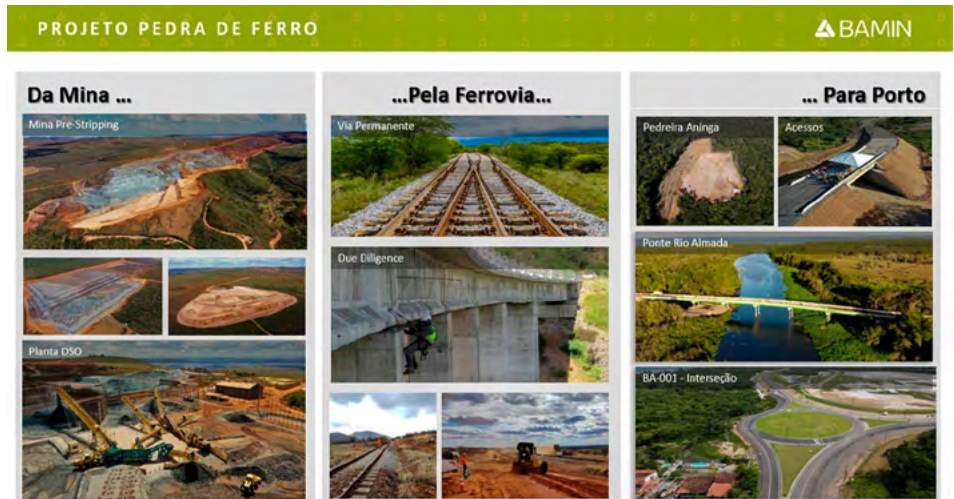 PROJETO PEDRA DE FERRO
BAMIN
Da Mina ...
Mina Pre-Stripping
Planta DSO
...Pela Ferrovia...
Via Permanente
Due Diligence
... Para Porto
Pedreira Aninga
Acessos
Ponte Rio Almada
BA-001 - Interseção